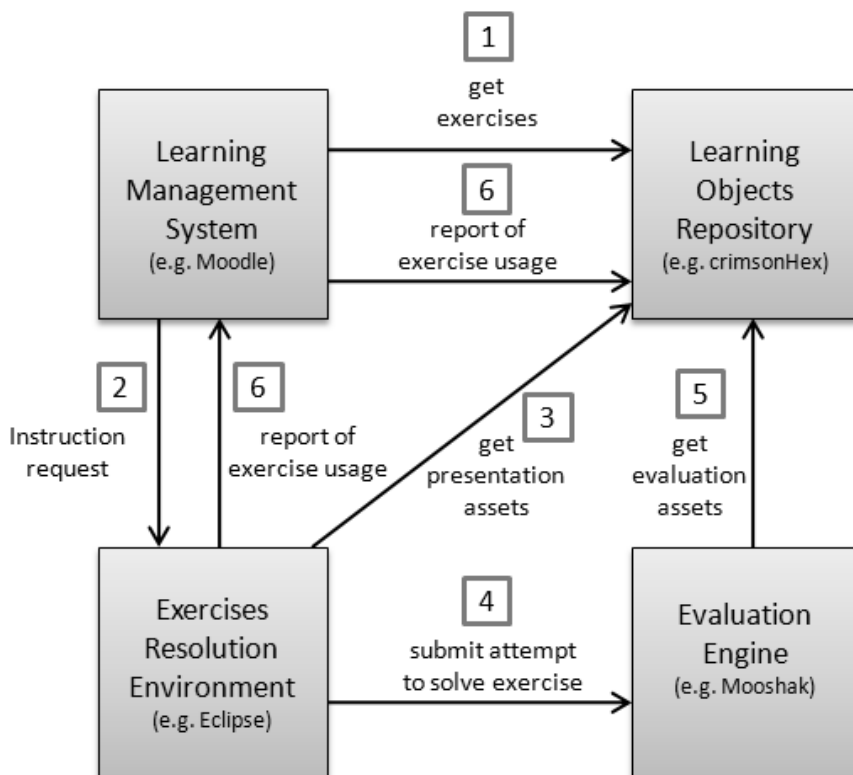 1
get
exercises
Learning
Management
System
(e.g. Moodle)
6
report of
exercise usage
Learning
Objects
Repository
(e.g. crimsonHex)
2
Instruction
request
6
report of
exercise usage
3
get
presentation
assets
5
get
evaluation
assets
Exercises
Resolution
Environment
(e.g. Eclipse)
4
submit attempt
to solve exercise
Evaluation
Engine
(e.g. Mooshak)